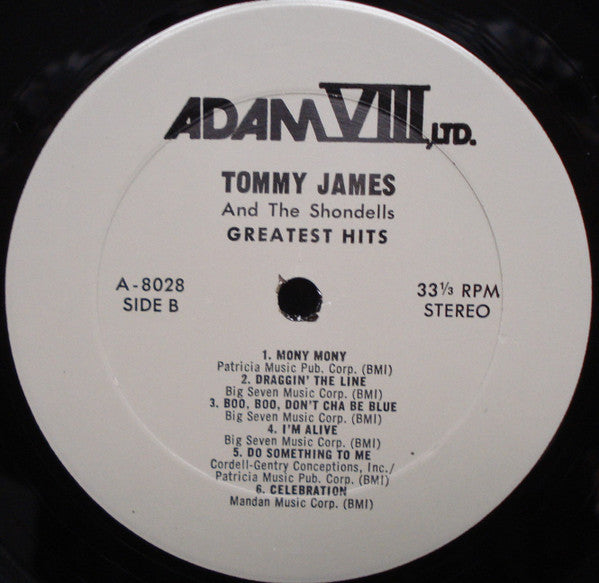 ADAM VIII, LTD.
TOMMY JAMES
And The Shondells
GREATEST HITS
A-8028
SIDE B
33⅓ RPM
STEREO
1. MONY MONY
Patricia Music Pub. Corp. (BMI)
2. DRAGGIN' THE LINE
Big Seven Music Corp. (BMI)
3. BOO, BOO, DON'T CHA BE BLUE
Big Seven Music Corp. (BMI)
4. I'M ALIVE
Big Seven Music Corp. (BMI)
5. DO SOMETHING TO ME
Cordell-Gentry Conceptions, Inc./
Patricia Music Pub. Corp. (BMI)
6. CELEBRATION
Mandan Music Corp. (BMI)